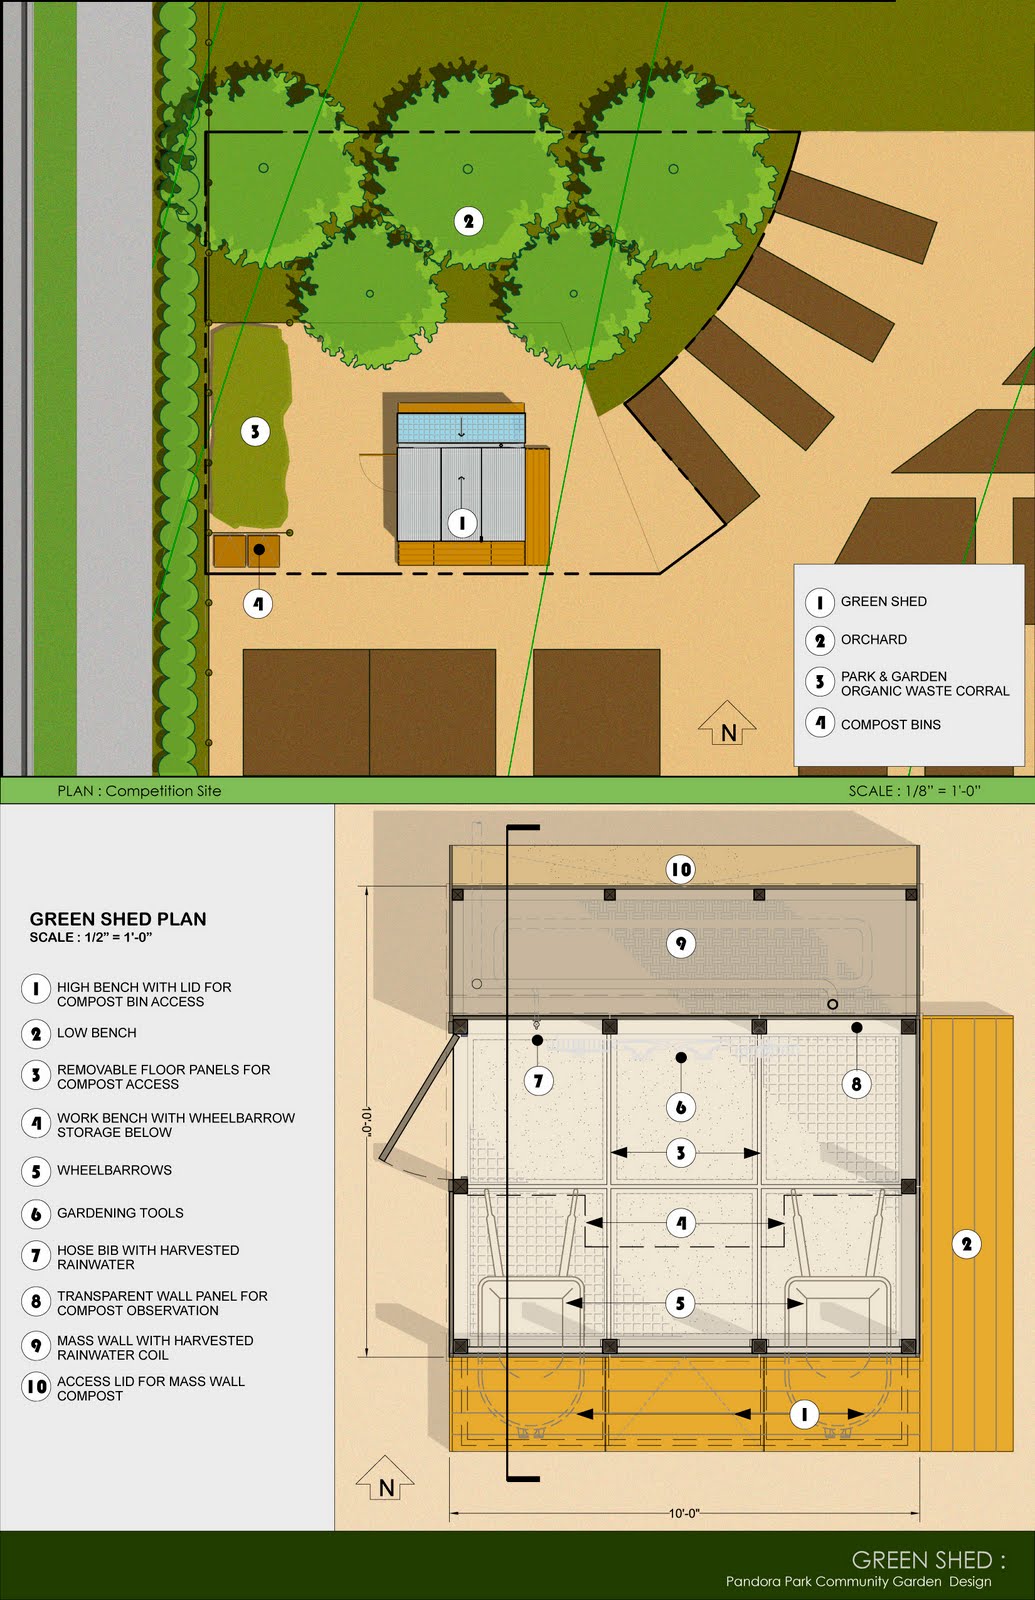 2
3
1
4
1 GREEN SHED
2 ORCHARD
3 PARK & GARDEN
ORGANIC WASTE CORRAL
4 COMPOST BINS
N
PLAN : Competition Site
SCALE : 1/8" = 1'-0"
GREEN SHED PLAN
SCALE : 1/2" = 1'-0"
1 HIGH BENCH WITH LID FOR
COMPOST BIN ACCESS
2 LOW BENCH
3 REMOVABLE FLOOR PANELS FOR
COMPOST ACCESS
4 WORK BENCH WITH WHEELBARROW
STORAGE BELOW
5 WHEELBARROWS
6 GARDENING TOOLS
7 HOSE BIB WITH HARVESTED
RAINWATER
8 TRANSPARENT WALL PANEL FOR
COMPOST OBSERVATION
9 MASS WALL WITH HARVESTED
RAINWATER COIL
10 ACCESS LID FOR MASS WALL
COMPOST
10
9
7
8
6
10'-0"
3
4
2
5
1
N
10'-0"
GREEN SHED :
Pandora Park Community Garden Design